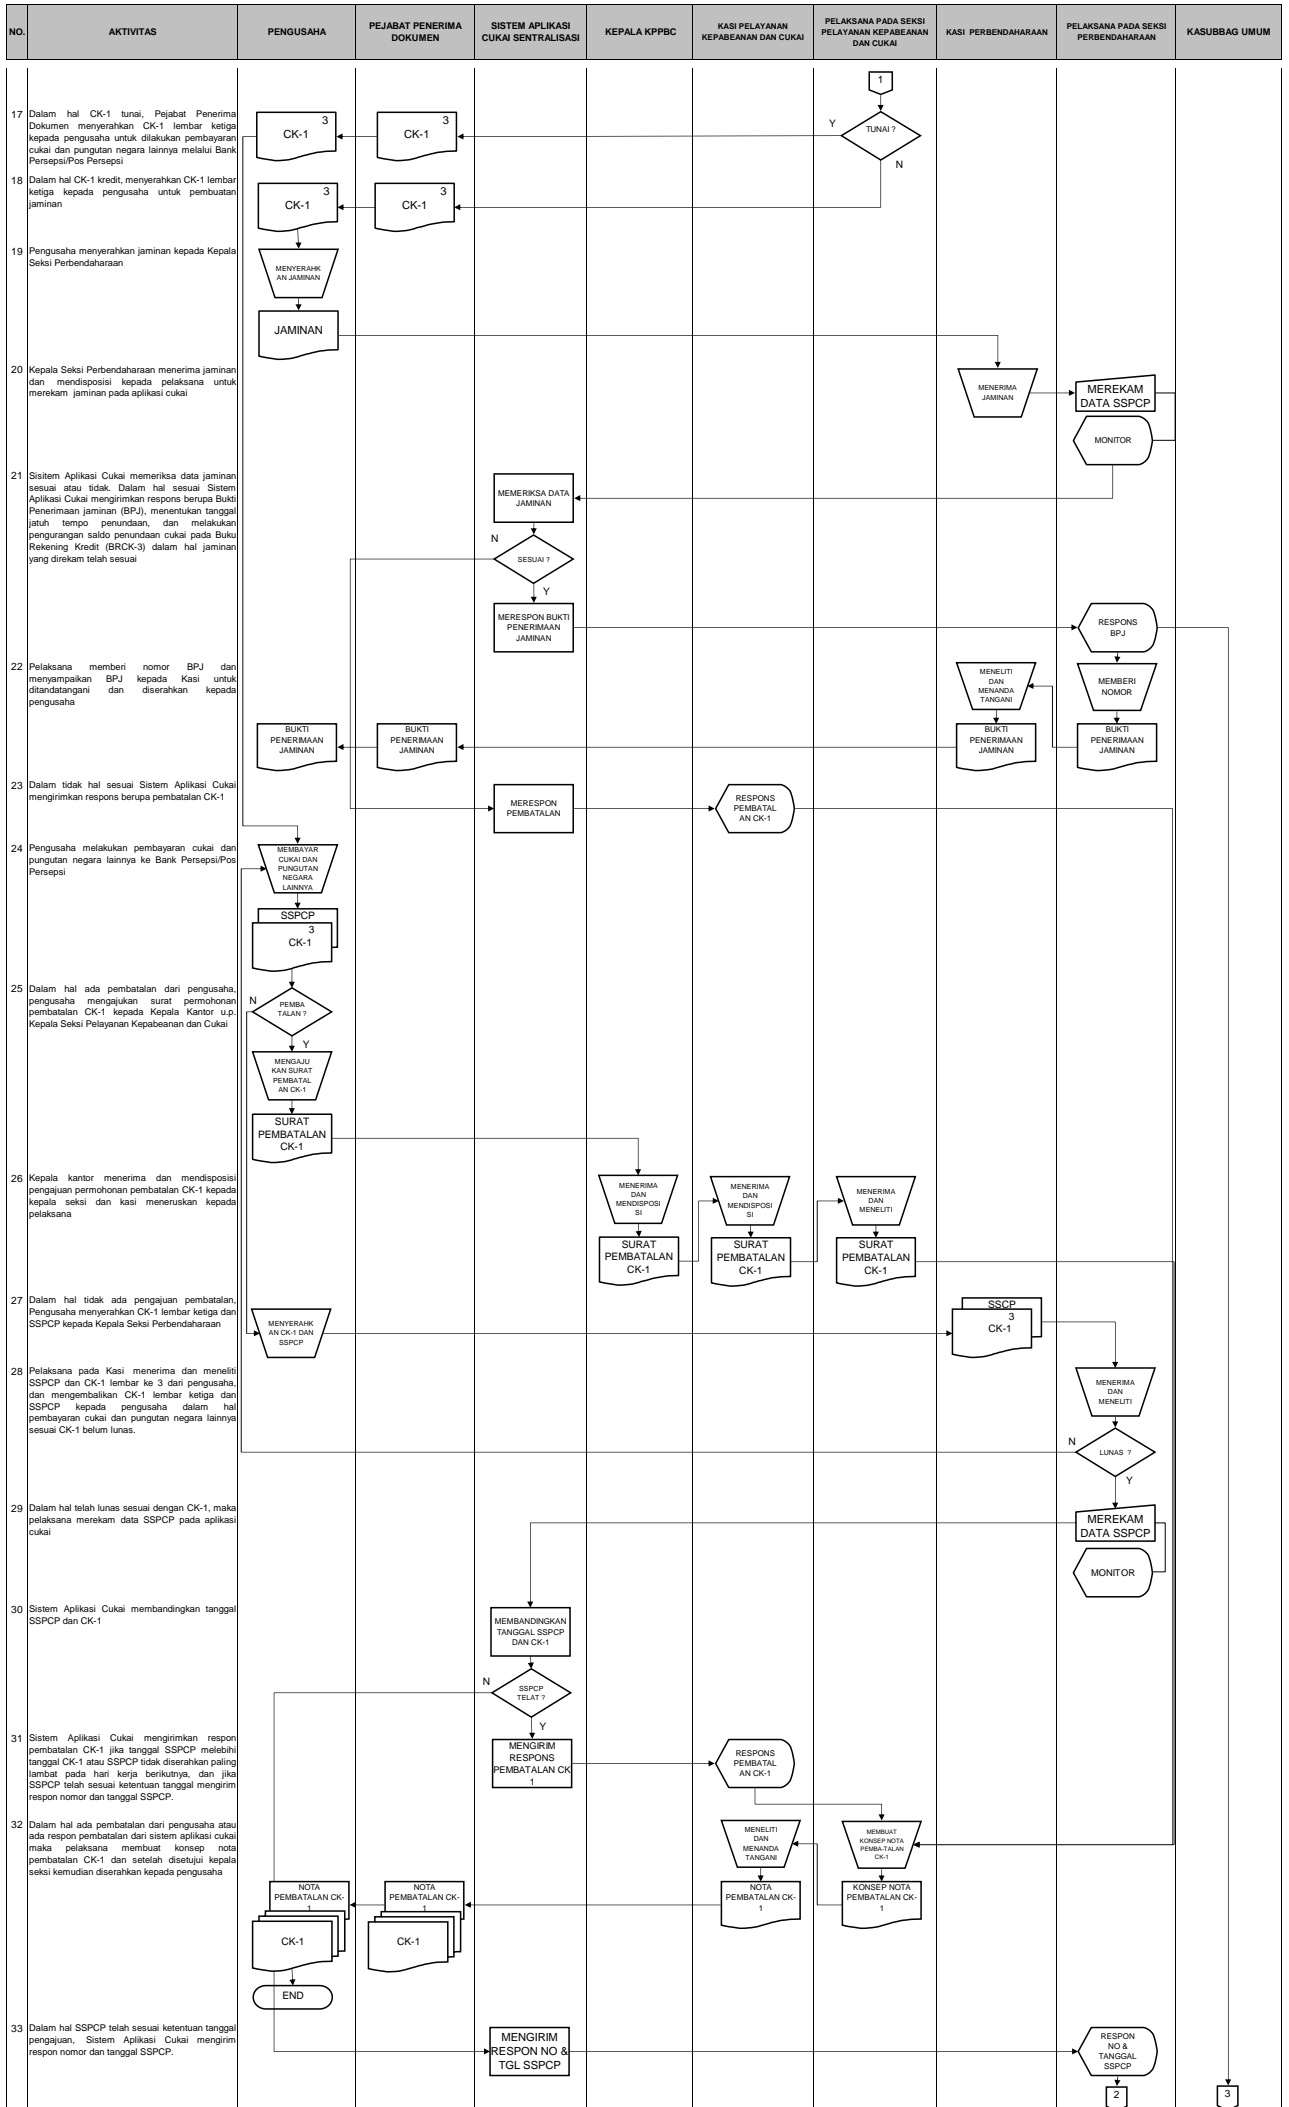 NO.
AKTIVITAS
PENGUSAHA
PEJABAT PENERIMA
DOKUMEN
SISTEM APLIKASI
CUKAI SENTRALISASI
KEPALA KPPBC
KASI PELAYANAN
KEPABEANAN DAN CUKAI
PELAKSANA PADA SEKSI
PELAYANAN KEPABEANAN
DAN CUKAI
KASI PERBENDAHARAAN
PELAKSANA PADA SEKSI
PERBENDAHARAAN
KASUBBAG UMUM
1
17 Dalam hal CK-1 tunai, Pejabat Penerima
Dokumen menyerahkan CK-1 lembar ketiga
kepada pengusaha untuk dilakukan pembayaran
cukai dan pungutan negara lainnya melalui Bank
Persepsi/Pos Persepsi
3
CK-1
3
CK-1
Y
TUNAI ?
N
18 Dalam hal CK-1 kredit, menyerahkan CK-1 lembar
ketiga kepada pengusaha untuk pembuatan
jaminan
3
CK-1
3
CK-1
19 Pengusaha menyerahkan jaminan kepada Kepala
Seksi Perbendaharaan
MENYERAHK
AN JAMINAN
JAMINAN
20 Kepala Seksi Perbendaharaan menerima jaminan
dan mendisposisi kepada pelaksana untuk
merekam jaminan pada aplikasi cukai
MENERIMA
JAMINAN
MEREKAM
DATA SSPCP
MONITOR
21 Sisitem Aplikasi Cukai memeriksa data jaminan
sesuai atau tidak. Dalam hal sesuai Sistem
Aplikasi Cukai mengirimkan respons berupa Bukti
Penerimaan jaminan (BPJ), menentukan tanggal
jatuh tempo penundaan, dan melakukan
pengurangan saldo penundaan cukai pada Buku
Rekening Kredit (BRCK-3) dalam hal jaminan
yang direkam telah sesuai
MEMERIKSA DATA
JAMINAN
N
SESUAI ?
Y
MERESPON BUKTI
PENERIMAAN
JAMINAN
RESPONS
BPJ
22 Pelaksana memberi nomor BPJ dan
menyampaikan BPJ kepada Kasi untuk
ditandatangani dan diserahkan kepada
pengusaha
MENELITI
DAN
MENANDA
TANGANI
MEMBERI
NOMOR
BUKTI
PENERIMAAN
JAMINAN
BUKTI
PENERIMAAN
JAMINAN
BUKTI
PENERIMAAN
JAMINAN
BUKTI
PENERIMAAN
JAMINAN
23 Dalam tidak hal sesuai Sistem Aplikasi Cukai
mengirimkan respons berupa pembatalan CK-1
MERESPON
PEMBATALAN
RESPONS
PEMBATAL
AN CK-1
24 Pengusaha melakukan pembayaran cukai dan
pungutan negara lainnya ke Bank Persepsi/Pos
Persepsi
MEMBAYAR
CUKAI DAN
PUNGUTAN
NEGARA
LAINNYA
SSPCP
3
CK-1
25 Dalam hal ada pembatalan dari pengusaha,
pengusaha mengajukan surat permohonan
pembatalan CK-1 kepada Kepala Kantor u.p.
Kepala Seksi Pelayanan Kepabeanan dan Cukai
N
PEMBA
TALAN ?
Y
MENGAJU
KAN SURAT
PEMBATAL
AN CK-1
SURAT
PEMBATALAN
CK-1
26 Kepala kantor menerima dan mendisposisi
pengajuan permohonan pembatalan CK-1 kepada
kepala seksi dan kasi meneruskan kepada
pelaksana
MENERIMA
DAN
MENDISPOSI
SI
MENERIMA
DAN
MENDISPOSI
SI
MENERIMA
DAN
MENELITI
SURAT
PEMBATALAN
CK-1
SURAT
PEMBATALAN
CK-1
SURAT
PEMBATALAN
CK-1
27 Dalam hal tidak ada pengajuan pembatalan,
Pengusaha menyerahkan CK-1 lembar ketiga dan
SSPCP kepada Kepala Seksi Perbendaharaan
MENYERAHK
AN CK-1 DAN
SSPCP
SSCP
3
CK-1
28 Pelaksana pada Kasi menerima dan meneliti
SSPCP dan CK-1 lembar ke 3 dari pengusaha,
dan mengembalikan CK-1 lembar ketiga dan
SSPCP kepada pengusaha dalam hal
pembayaran cukai dan pungutan negara lainnya
sesuai CK-1 belum lunas.
MENERIMA
DAN
MENELITI
N
LUNAS ?
Y
29 Dalam hal telah lunas sesuai dengan CK-1, maka
pelaksana merekam data SSPCP pada aplikasi
cukai
MEREKAM
DATA SSPCP
MONITOR
30 Sistem Aplikasi Cukai membandingkan tanggal
SSPCP dan CK-1
MEMBANDINGKAN
TANGGAL SSPCP
DAN CK-1
N
SSPCP
TELAT ?
Y
31 Sistem Aplikasi Cukai mengirimkan respon
pembatalan CK-1 jika tanggal SSPCP melebihi
tanggal CK-1 atau SSPCP tidak diserahkan paling
lambat pada hari kerja berikutnya, dan jika
SSPCP telah sesuai ketentuan tanggal mengirim
respon nomor dan tanggal SSPCP.
MENGIRIM
RESPONS
PEMBATALAN CK
1
RESPONS
PEMBATAL
AN CK-1
32 Dalam hal ada pembatalan dari pengusaha atau
ada respon pembatalan dari sistem aplikasi cukai
maka pelaksana membuat konsep nota
pembatalan CK-1 dan setelah disetujui kepala
seksi kemudian diserahkan kepada pengusaha
MENELITI
DAN
MENANDA
TANGANI
MEMBUAT
KONSEP NOTA
PEMBA-TALAN
CK-1
NOTA
PEMBATALAN CK-
1
CK-1
NOTA
PEMBATALAN CK-
1
CK-1
NOTA
PEMBATALAN CK-
1
KONSEP NOTA
PEMBATALAN CK-
1
END
33 Dalam hal SSPCP telah sesuai ketentuan tanggal
pengajuan, Sistem Aplikasi Cukai mengirim
respon nomor dan tanggal SSPCP.
MENGIRIM
RESPON NO &
TGL SSPCP
RESPON
NO &
TANGGAL
SSPCP
2
3